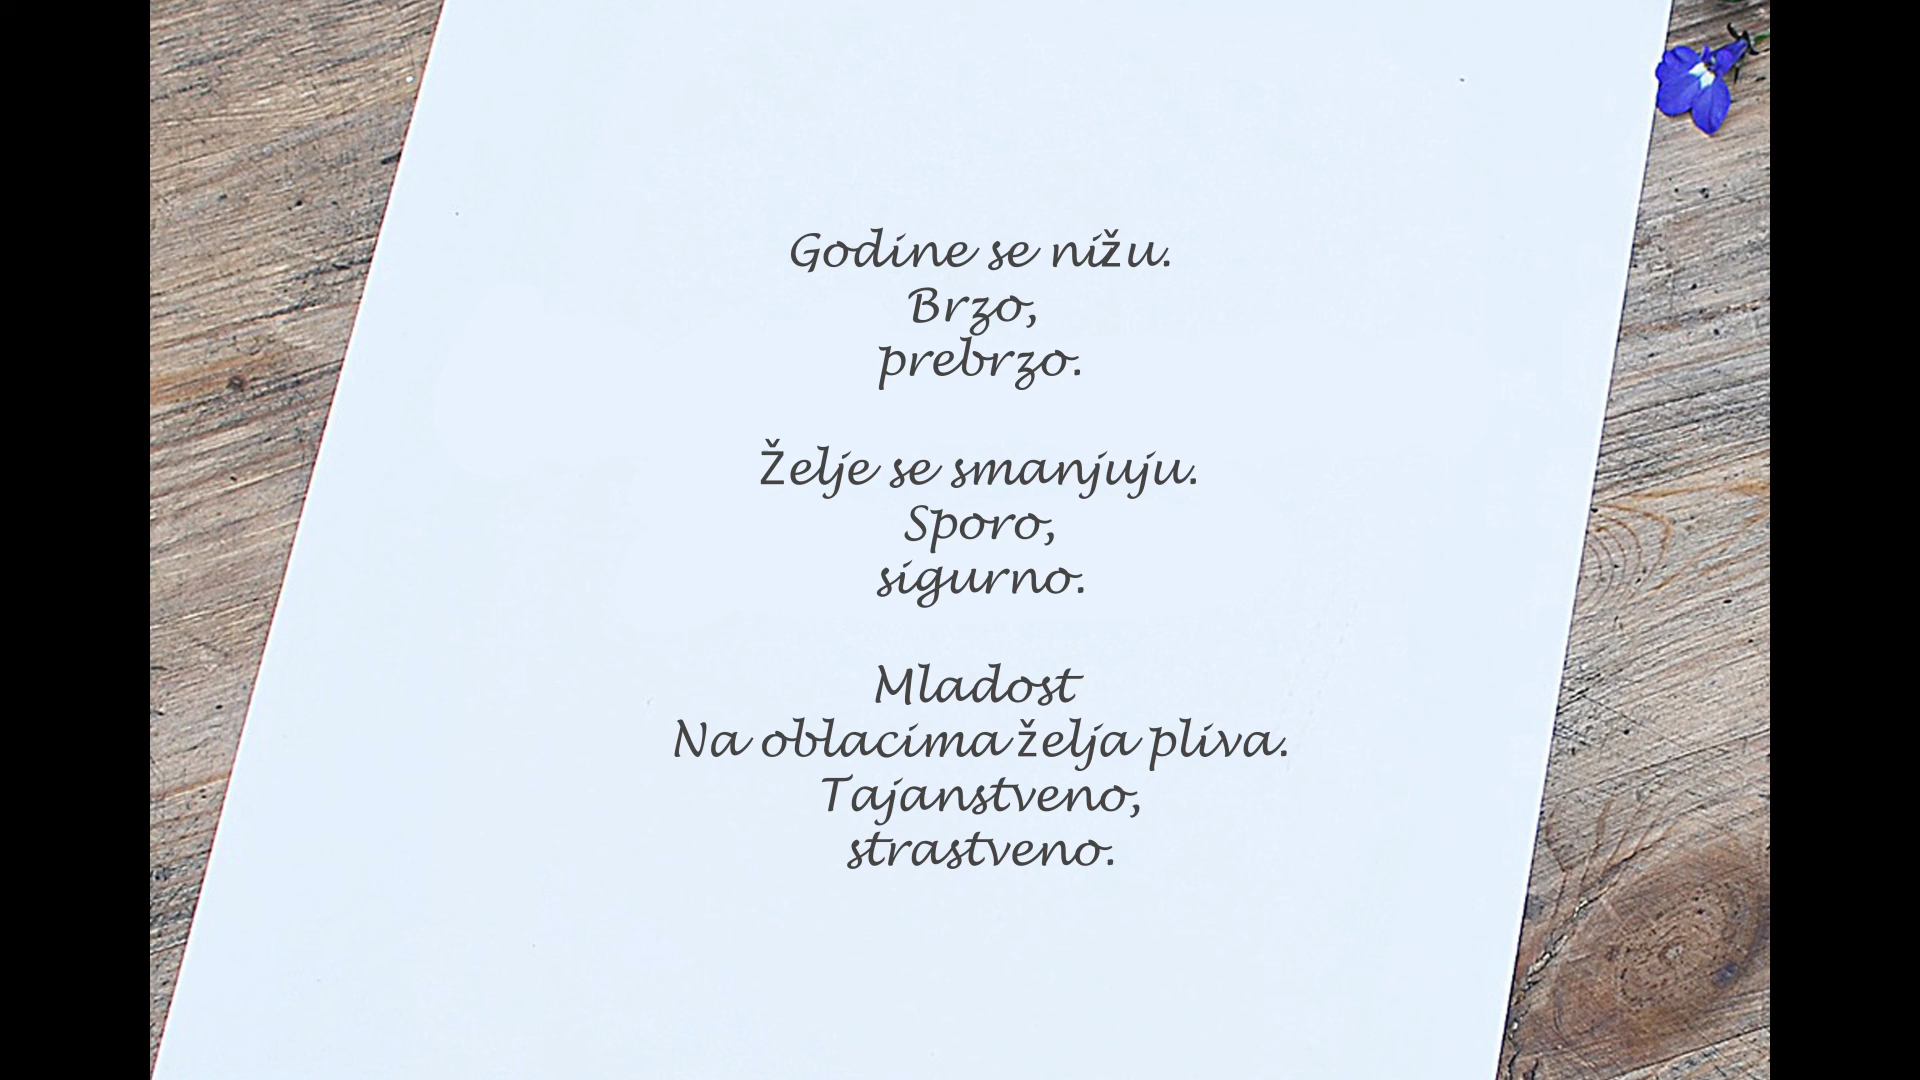 Godine se nižu.
Brzo,
prebrzo.
Želje se smanjuju.
Sporo,
sigurno.
Mladost
Na oblacima želja pliva.
Tajanstveno,
strastveno.